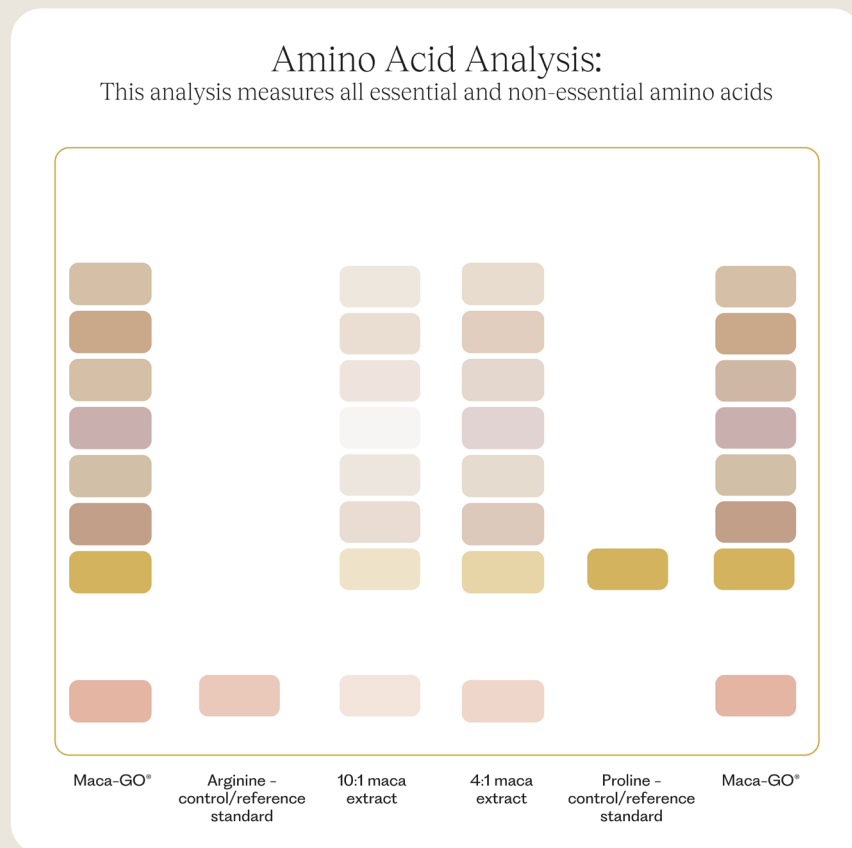 Amino Acid Analysis:
This analysis measures all essential and non-essential amino acids
Maca-GO®
Arginine –
control/reference
standard
10:1 maca
extract
4:1 maca
extract
Proline –
control/reference
standard
Maca-GO®